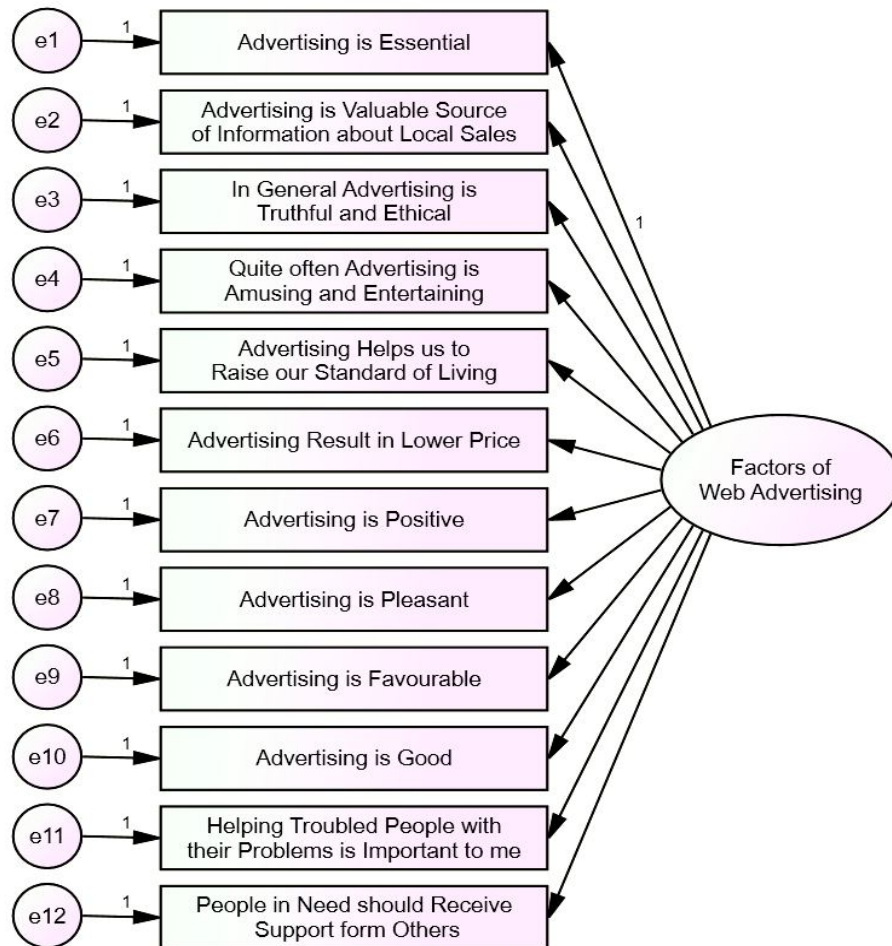 e1
1
Advertising is Essential
e2
1
Advertising is Valuable Source
of Information about Local Sales
e3
1
In General Advertising is
Truthful and Ethical
1
e4
1
Quite often Advertising is
Amusing and Entertaining
e5
1
Advertising Helps us to
Raise our Standard of Living
e6
1
Advertising Result in Lower Price
Factors of
Web Advertising
e7
1
Advertising is Positive
e8
1
Advertising is Pleasant
e9
1
Advertising is Favourable
e10
1
Advertising is Good
e11
1
Helping Troubled People with
their Problems is Important to me
e12
1
People in Need should Receive
Support form Others